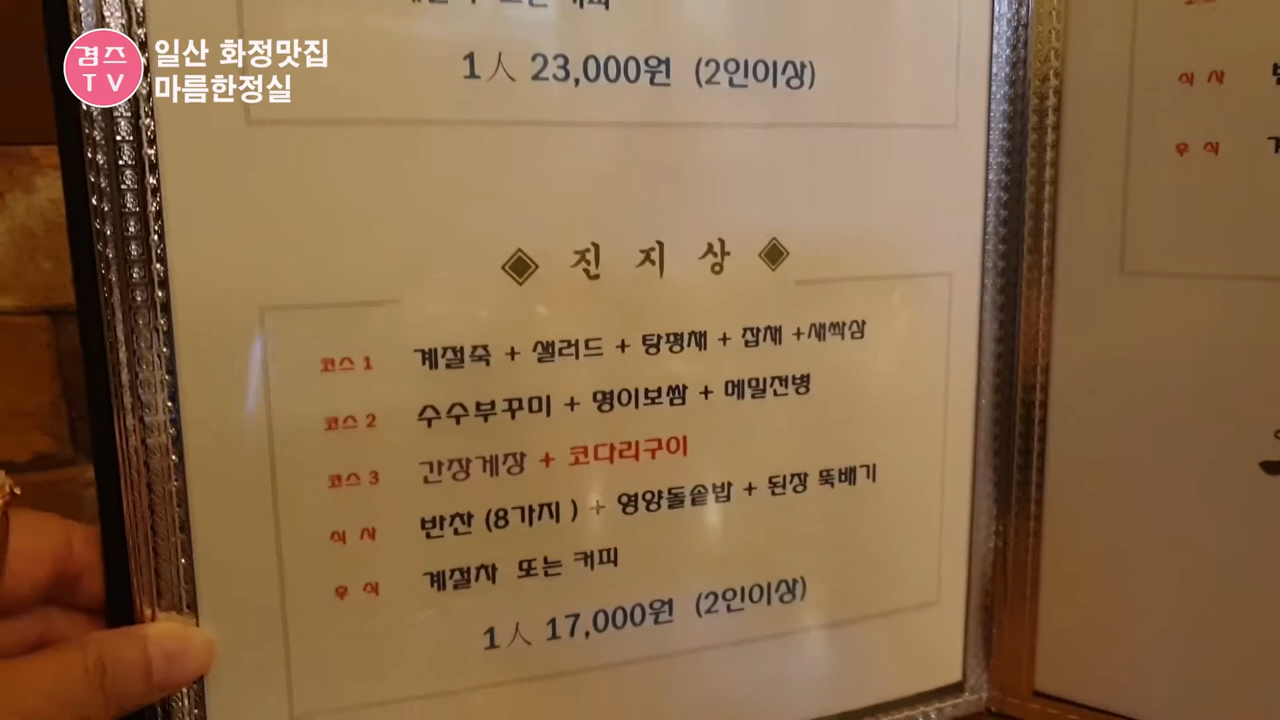 경즈
TV
일산 화정맛집
마름한정실
1人 23,000원 (2인이상)
◈ 진 지 상 ◈
코스 1 계절죽 + 샐러드 + 탕평채 + 잡채 +새싹삼
코스 2 수수부꾸미 + 명이보쌈 + 메밀전병
코스 3 간장게장 + 코다리구이
식 사 반찬 (8가지 ) + 영양돌솥밥 + 된장 뚝배기
후 식 계절차 또는 커피
1人 17,000원 (2인이상)
식 사
후 식